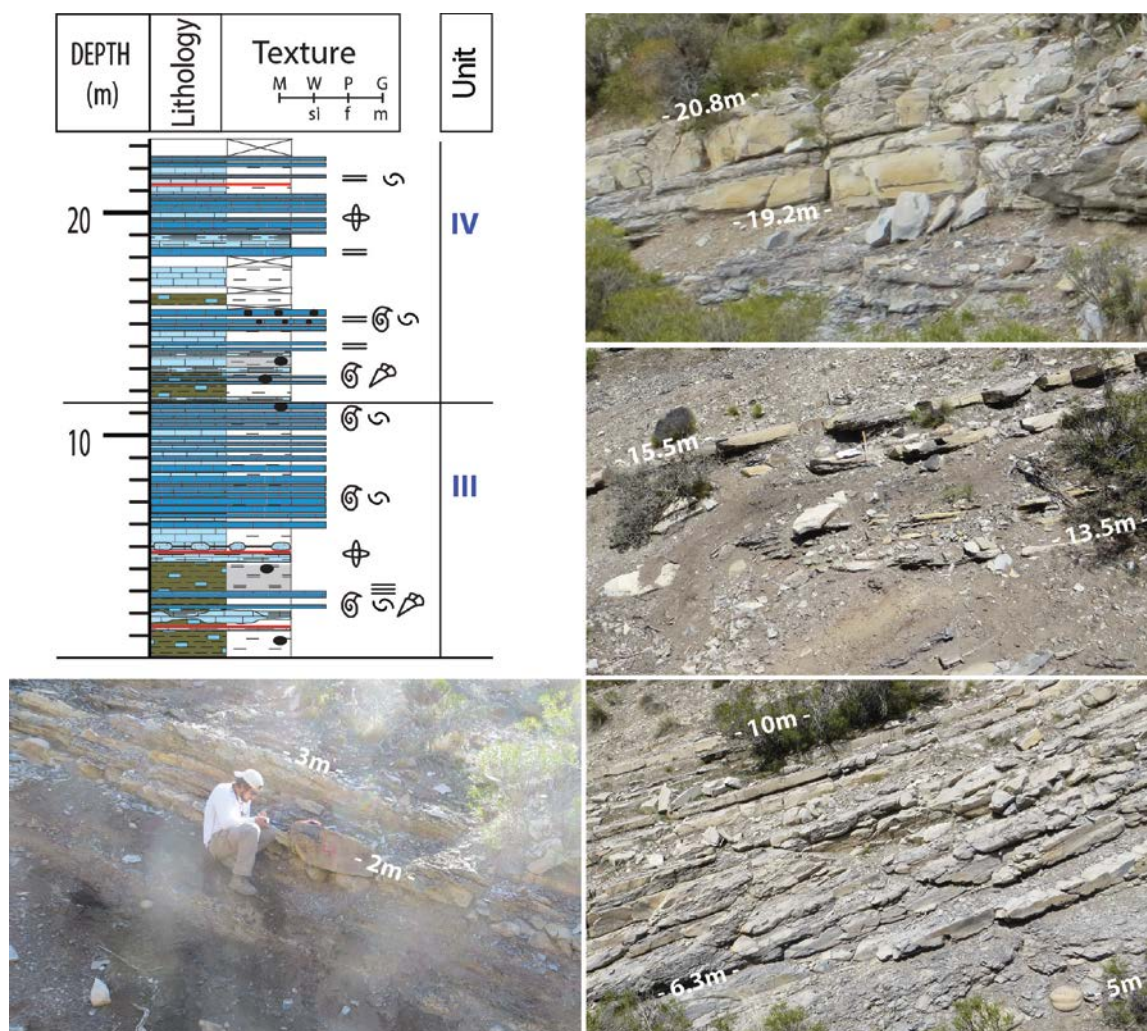 DEPTH
(m)
Lithology
Texture
M W P G
si f m
Unit
20
IV
10
III
- 20.8m -
- 19.2m -
- 15.5m -
- 13.5m -
- 3m -
- 2m -
- 10m -
- 6.3m -
- 5m -